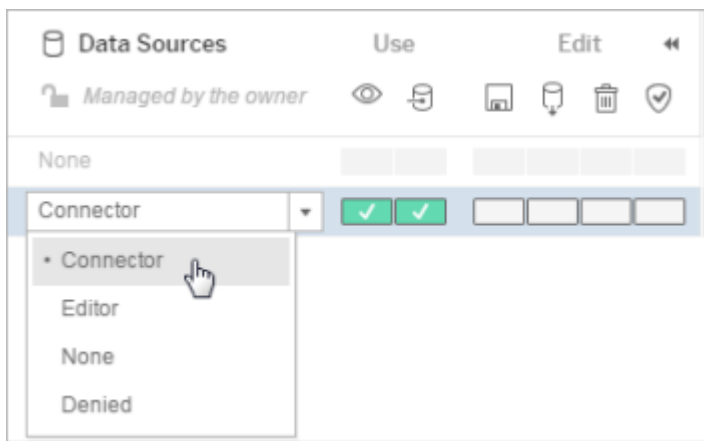 Data Sources Use Edit
Managed by the owner
None
Connector
• Connector
Editor
None
Denied